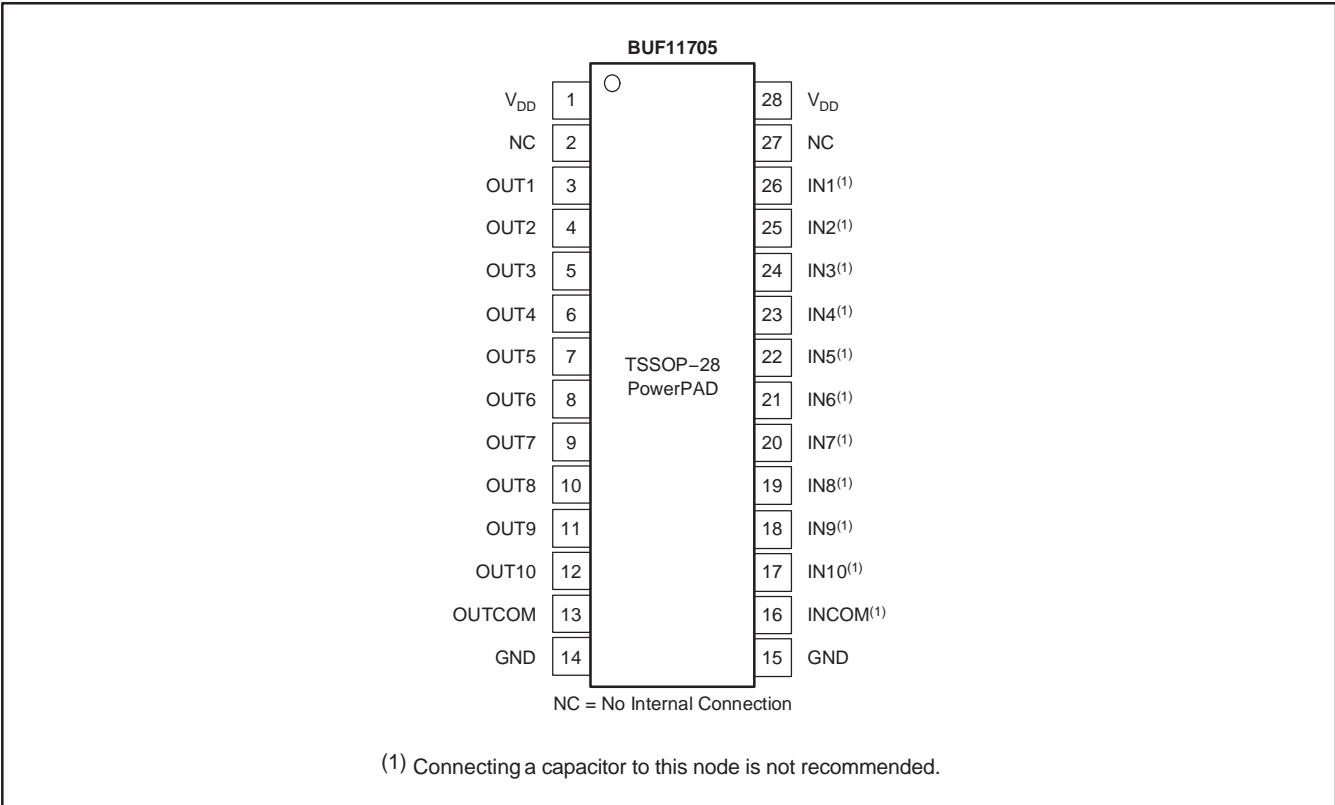 BUF11705
V_DD 1 28 V_DD
NC 2 27 NC
OUT1 3 26 IN1(1)
OUT2 4 25 IN2(1)
OUT3 5 24 IN3(1)
OUT4 6 23 IN4(1)
OUT5 7 22 IN5(1)
TSSOP−28
PowerPAD
OUT6 8 21 IN6(1)
OUT7 9 20 IN7(1)
OUT8 10 19 IN8(1)
OUT9 11 18 IN9(1)
OUT10 12 17 IN10(1)
OUTCOM 13 16 INCOM(1)
GND 14 15 GND
NC = No Internal Connection
(1) Connecting a capacitor to this node is not recommended.